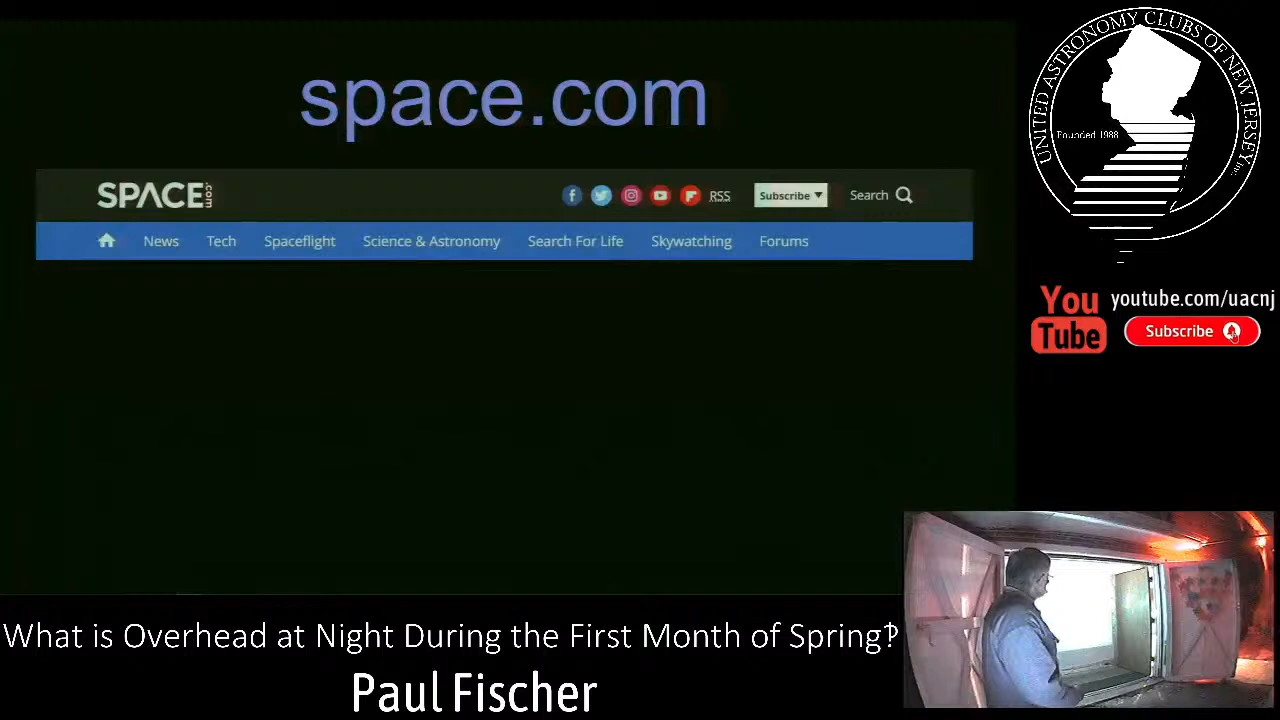 space.com
SPACE.com
RSS
Subscribe
Search
News Tech Spaceflight Science & Astronomy Search For Life Skywatching Forums
UNITED ASTRONOMY CLUBS OF NEW JERSEY, Inc.
Founded 1988
You
Tube
youtube.com/uacnj
Subscribe
What is Overhead at Night During the First Month of Spring?
Paul Fischer